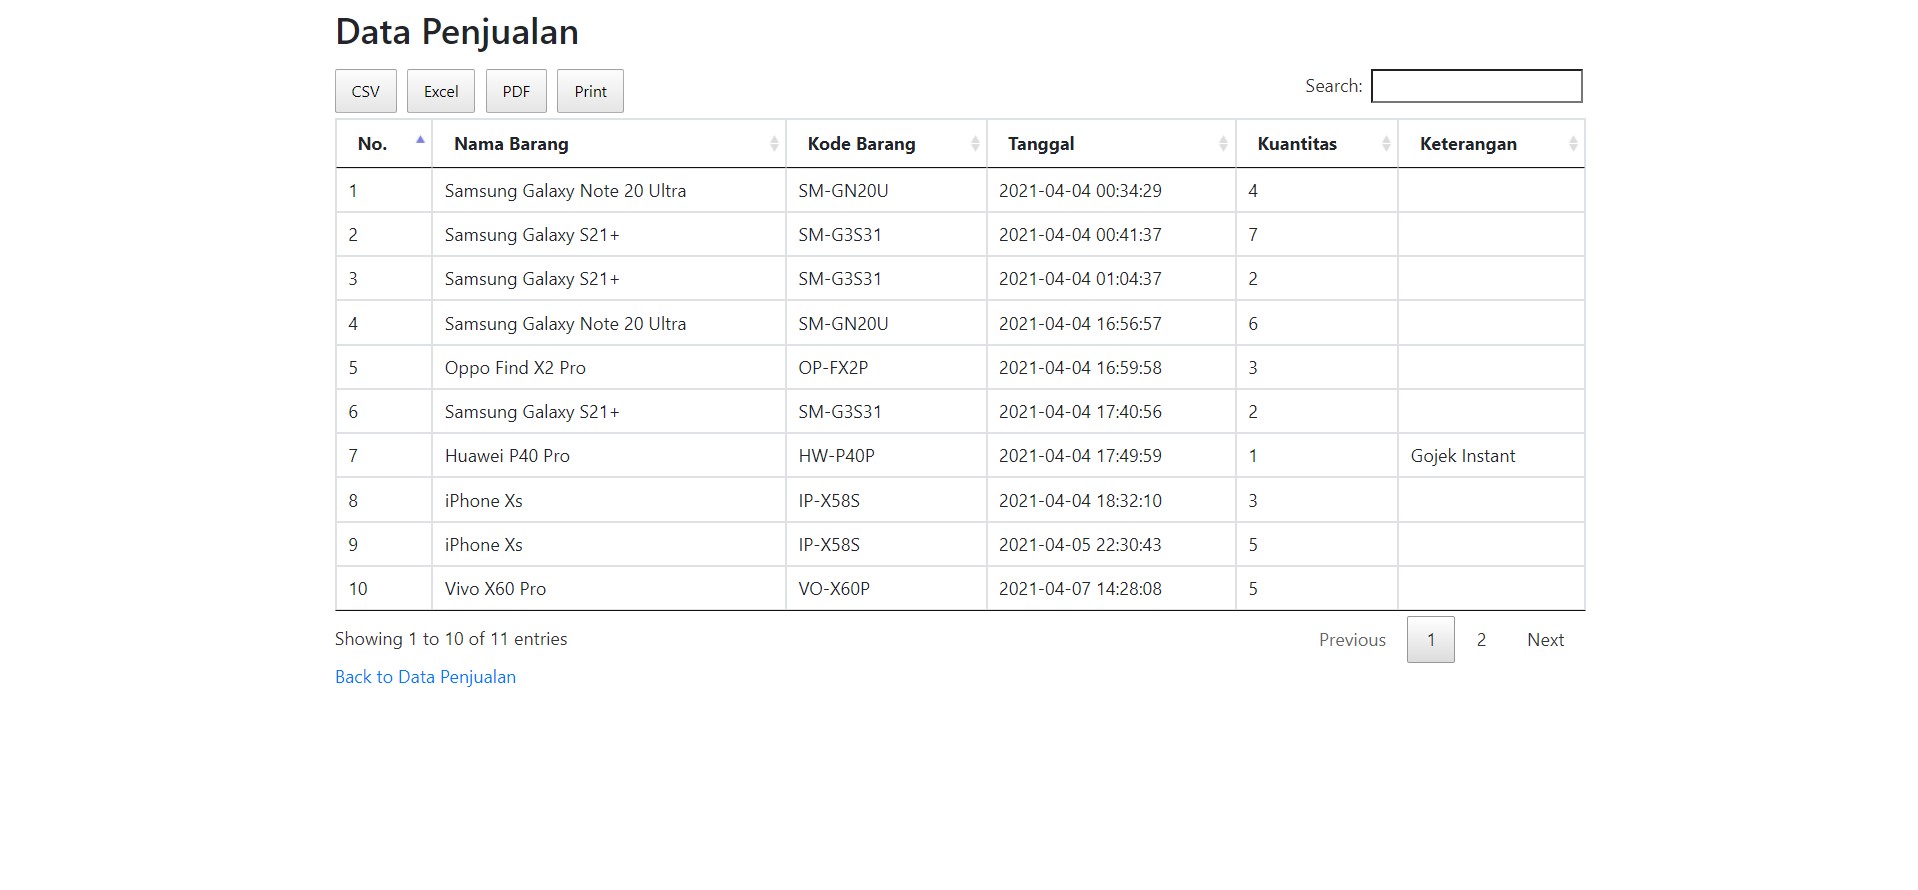 Data Penjualan
CSV Excel PDF Print Search:
No. Nama Barang Kode Barang Tanggal Kuantitas Keterangan
1 Samsung Galaxy Note 20 Ultra SM-GN20U 2021-04-04 00:34:29 4
2 Samsung Galaxy S21+ SM-G3S31 2021-04-04 00:41:37 7
3 Samsung Galaxy S21+ SM-G3S31 2021-04-04 01:04:37 2
4 Samsung Galaxy Note 20 Ultra SM-GN20U 2021-04-04 16:56:57 6
5 Oppo Find X2 Pro OP-FX2P 2021-04-04 16:59:58 3
6 Samsung Galaxy S21+ SM-G3S31 2021-04-04 17:40:56 2
7 Huawei P40 Pro HW-P40P 2021-04-04 17:49:59 1 Gojek Instant
8 iPhone Xs IP-X58S 2021-04-04 18:32:10 3
9 iPhone Xs IP-X58S 2021-04-05 22:30:43 5
10 Vivo X60 Pro VO-X60P 2021-04-07 14:28:08 5
Showing 1 to 10 of 11 entries Previous 1 2 Next
Back to Data Penjualan